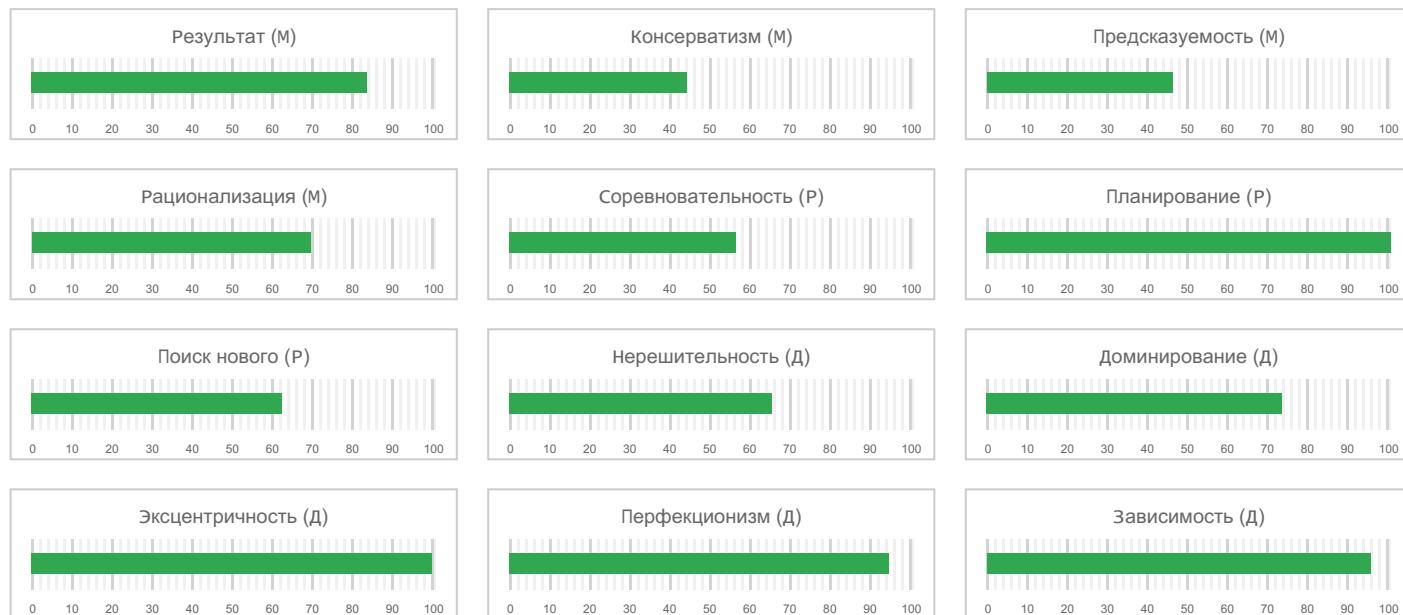 Результат (М)
0 10 20 30 40 50 60 70 80 90 100
Консерватизм (М)
0 10 20 30 40 50 60 70 80 90 100
Предсказуемость (М)
0 10 20 30 40 50 60 70 80 90 100
Рационализация (М)
0 10 20 30 40 50 60 70 80 90 100
Соревновательность (Р)
0 10 20 30 40 50 60 70 80 90 100
Планирование (Р)
0 10 20 30 40 50 60 70 80 90 100
Поиск нового (Р)
0 10 20 30 40 50 60 70 80 90 100
Нерешительность (Д)
0 10 20 30 40 50 60 70 80 90 100
Доминирование (Д)
0 10 20 30 40 50 60 70 80 90 100
Эксцентричность (Д)
0 10 20 30 40 50 60 70 80 90 100
Перфекционизм (Д)
0 10 20 30 40 50 60 70 80 90 100
Зависимость (Д)
0 10 20 30 40 50 60 70 80 90 100